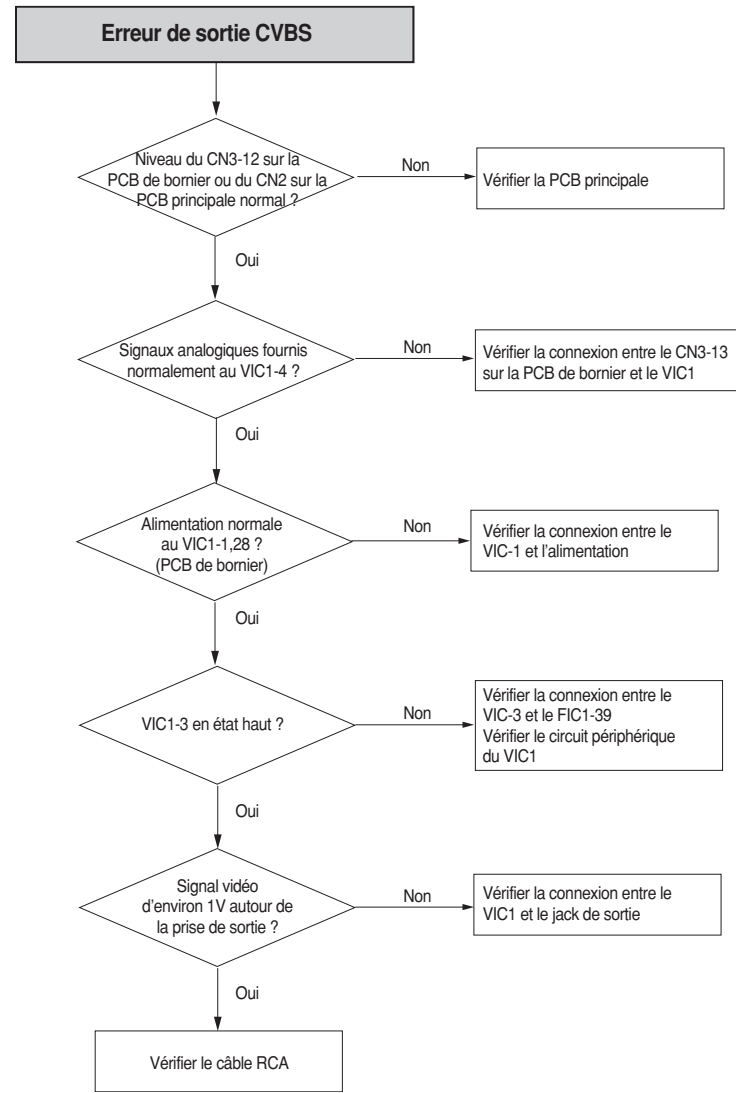 Erreur de sortie CVBS
Niveau du CN3-12 sur la
PCB de bornier ou du CN2 sur la
PCB principale normal ?
Non
Vérifier la PCB principale
Oui
Signaux analogiques fournis
normalement au VIC1-4 ?
Non
Vérifier la connexion entre le CN3-13
sur la PCB de bornier et le VIC1
Oui
Alimentation normale
au VIC1-1,28 ?
(PCB de bornier)
Non
Vérifier la connexion entre le
VIC-1 et l'alimentation
Oui
VIC1-3 en état haut ?
Non
Vérifier la connexion entre le
VIC-3 et le FIC1-39
Vérifier le circuit périphérique
du VIC1
Oui
Signal vidéo
d'environ 1V autour de
la prise de sortie ?
Non
Vérifier la connexion entre le
VIC1 et le jack de sortie
Oui
Vérifier le câble RCA